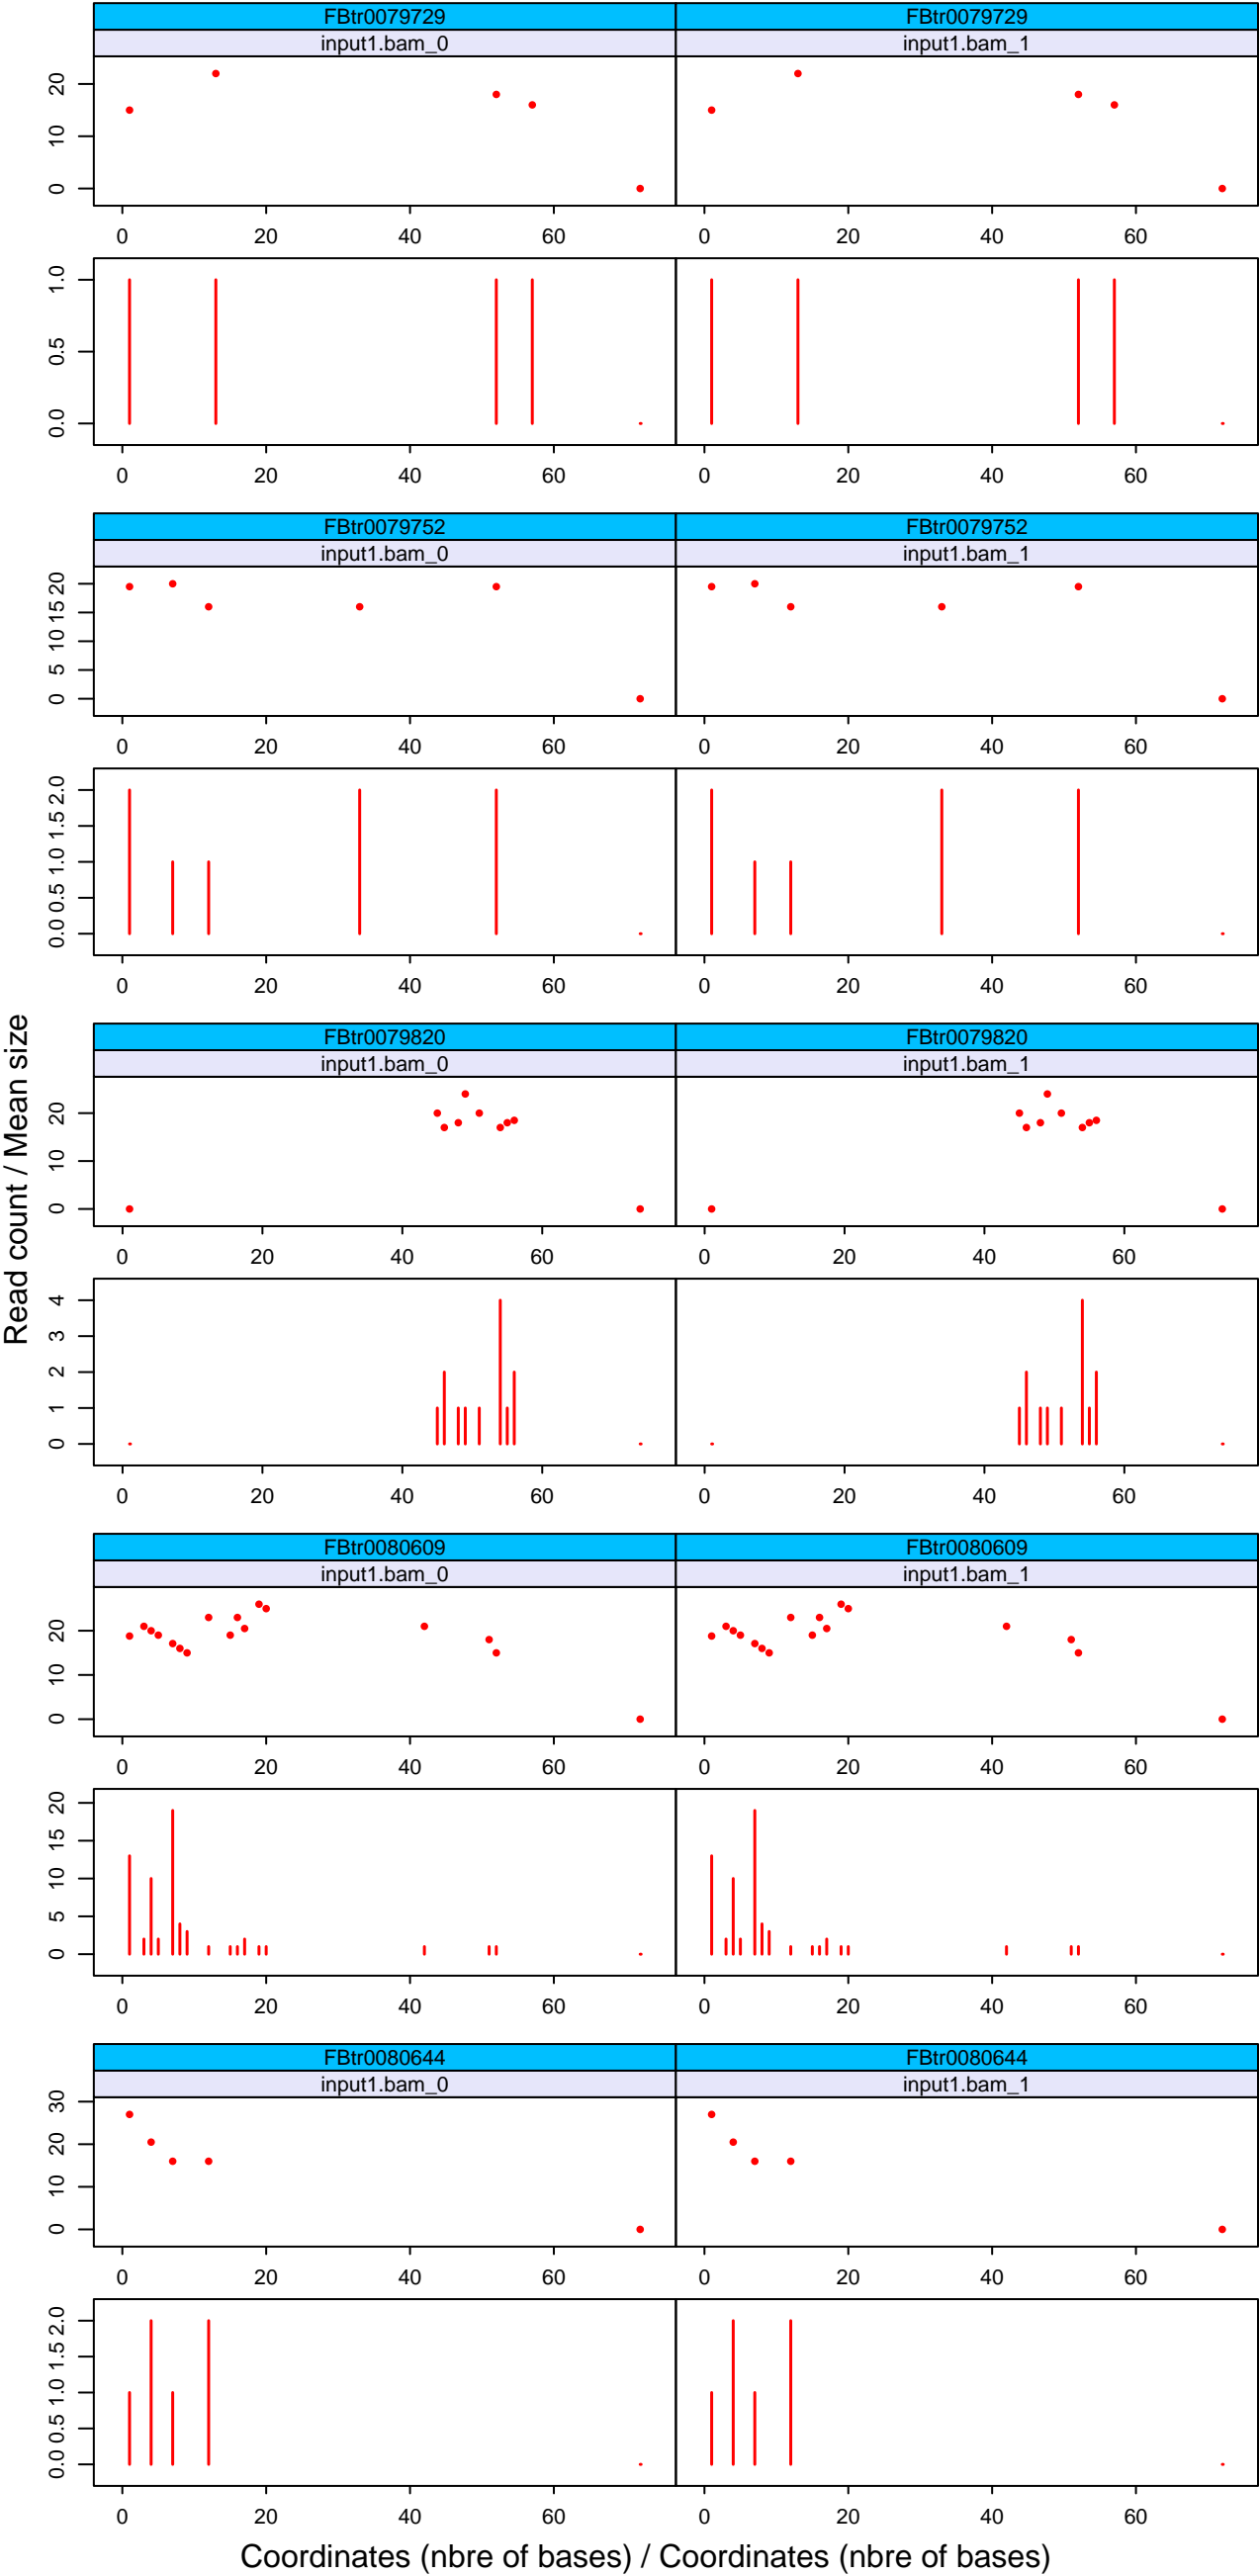 FBtr0079729 FBtr0079729
input1.bam_0 input1.bam_1
20
10
0
0 20 40 60 0 20 40 60
1.0
0.5
0.0
0 20 40 60 0 20 40 60
FBtr0079752 FBtr0079752
input1.bam_0 input1.bam_1
20
15
10
5
0
0 20 40 60 0 20 40 60
2.0
1.5
1.0
0.5
0.0
0 20 40 60 0 20 40 60
Read count / Mean size
FBtr0079820 FBtr0079820
input1.bam_0 input1.bam_1
20
10
0
0 20 40 60 0 20 40 60
4
3
2
1
0
0 20 40 60 0 20 40 60
FBtr0080609 FBtr0080609
input1.bam_0 input1.bam_1
20
10
0
0 20 40 60 0 20 40 60
20
15
10
5
0
0 20 40 60 0 20 40 60
FBtr0080644 FBtr0080644
input1.bam_0 input1.bam_1
30
20
10
0
0 20 40 60 0 20 40 60
2.0
1.5
1.0
0.5
0.0
0 20 40 60 0 20 40 60
Coordinates (nbre of bases) / Coordinates (nbre of bases)